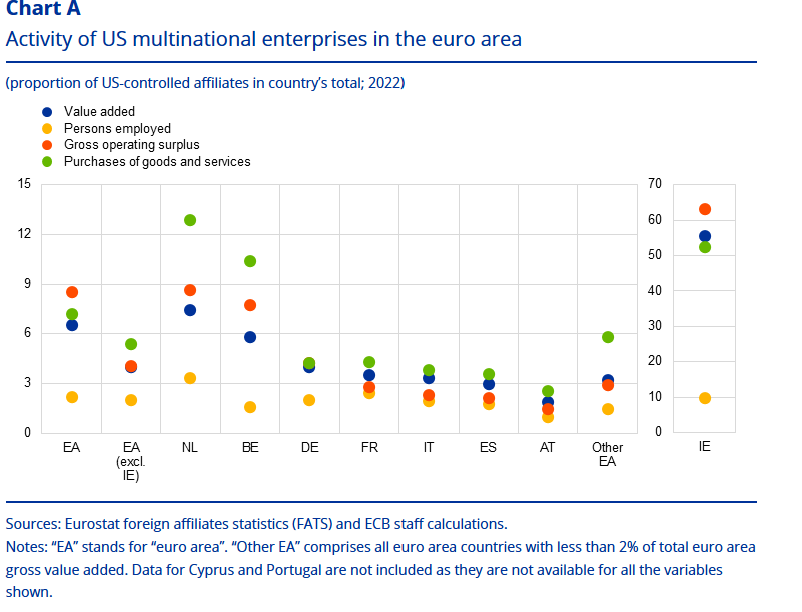 Chart A
Activity of US multinational enterprises in the euro area
(proportion of US-controlled affiliates in country’s total; 2022)
Value added
Persons employed
Gross operating surplus
Purchases of goods and services
15
12
9
6
3
0
70
60
50
40
30
20
10
0
EA
EA
(excl.
IE)
NL
BE
DE
FR
IT
ES
AT
Other
EA
IE
Sources: Eurostat foreign affiliates statistics (FATS) and ECB staff calculations.
Notes: “EA” stands for “euro area”. “Other EA” comprises all euro area countries with less than 2% of total euro area
gross value added. Data for Cyprus and Portugal are not included as they are not available for all the variables
shown.